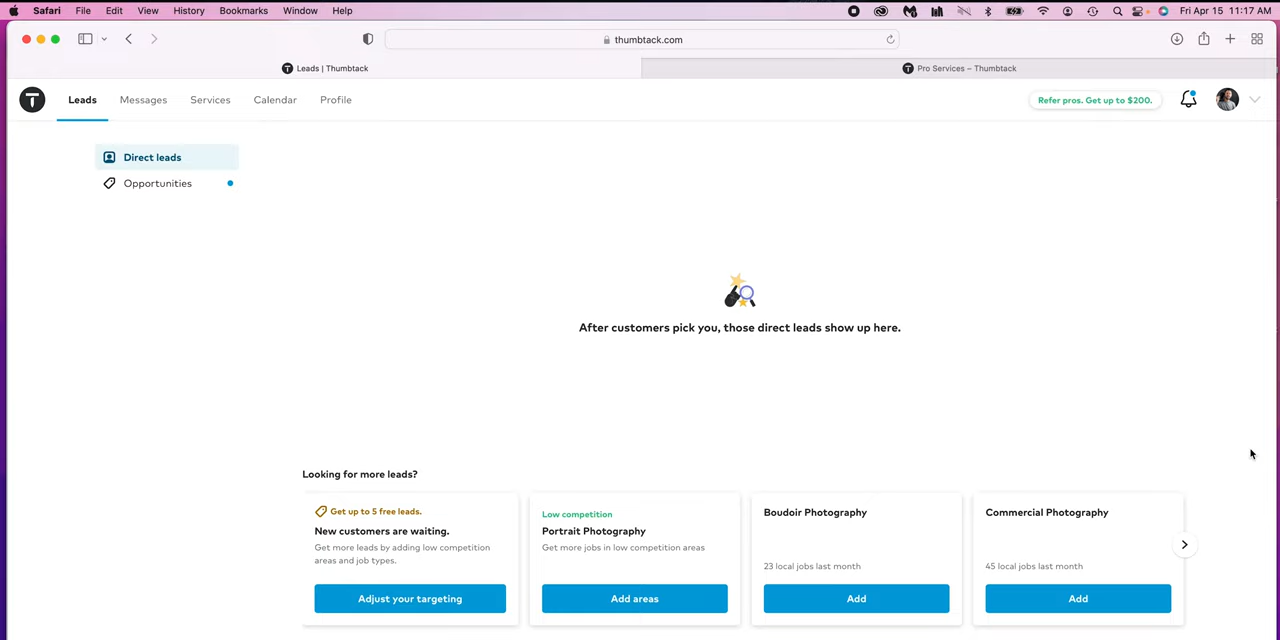 Safari File Edit View History Bookmarks Window Help Fri Apr 15 11:17 AM
thumbtack.com
Leads | Thumbtack Pro Services – Thumbtack
Leads Messages Services Calendar Profile Refer pros. Get up to $200.
Direct leads
Opportunities
After customers pick you, those direct leads show up here.
Looking for more leads?
Get up to 5 free leads.
New customers are waiting.
Get more leads by adding low competition
areas and job types.
Adjust your targeting
Low competition
Portrait Photography
Get more jobs in low competition areas
Add areas
Boudoir Photography
23 local jobs last month
Add
Commercial Photography
45 local jobs last month
Add